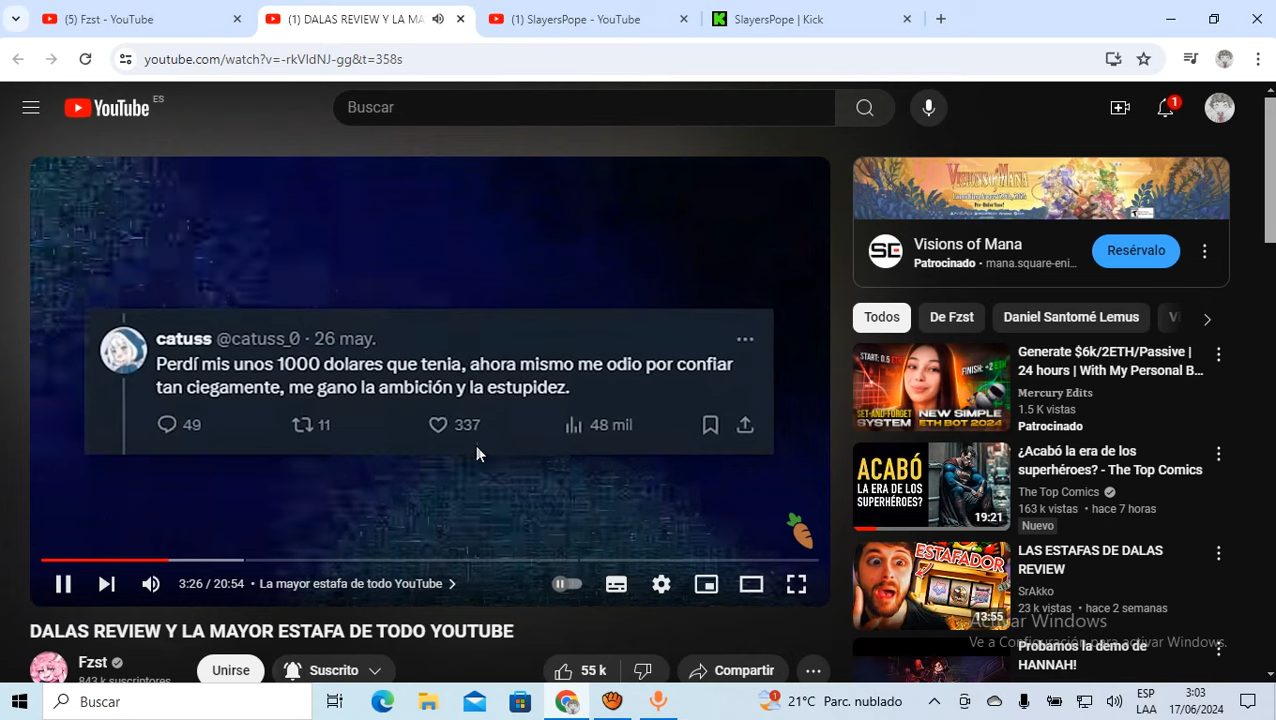 (5) Fzst - YouTube
(1) DALAS REVIEW Y LA MA
(1) SlayersPope - YouTube
SlayersPope | Kick
youtube.com/watch?v=-rkVIdNJ-gg&t=358s
YouTube ES
Buscar
1
VISIONS OF MANA
Visions of Mana
Patrocinado · mana.square-eni...
Resérvalo
Todos
De Fzst
Daniel Santomé Lemus
catuss @catuss_0 · 26 may.
Perdí mis unos 1000 dolares que tenia, ahora mismo me odio por confiar
tan ciegamente, me gano la ambición y la estupidez.
49 11 337 48 mil
START: 0.5 ETH
FINISH: +2 ETH
SET-AND-FORGET
SYSTEM
NEW SIMPLE
ETH BOT 2024
Generate $6k/2ETH/Passive |
24 hours | With My Personal B...
Mercury Edits
1.5 K vistas
Patrocinado
ACABÓ
LA ERA DE LOS
SUPERHÉROES?
19:21
¿Acabó la era de los
superhéroes? - The Top Comics
The Top Comics
163 k vistas · hace 7 horas
Nuevo
ESTAFADOR
13:55
LAS ESTAFAS DE DALAS
REVIEW
SrAkko
23 k vistas · hace 2 semanas
Probamos la demo de
HANNAH!
Activar Windows
Ve a Configuración para activar Windows.
3:26 / 20:54 · La mayor estafa de todo YouTube
DALAS REVIEW Y LA MAYOR ESTAFA DE TODO YOUTUBE
Fzst
843 k suscriptores
Unirse
Suscrito
55 k
Compartir
Buscar
21°C Parc. nublado
ESP
LAA
3:03
17/06/2024